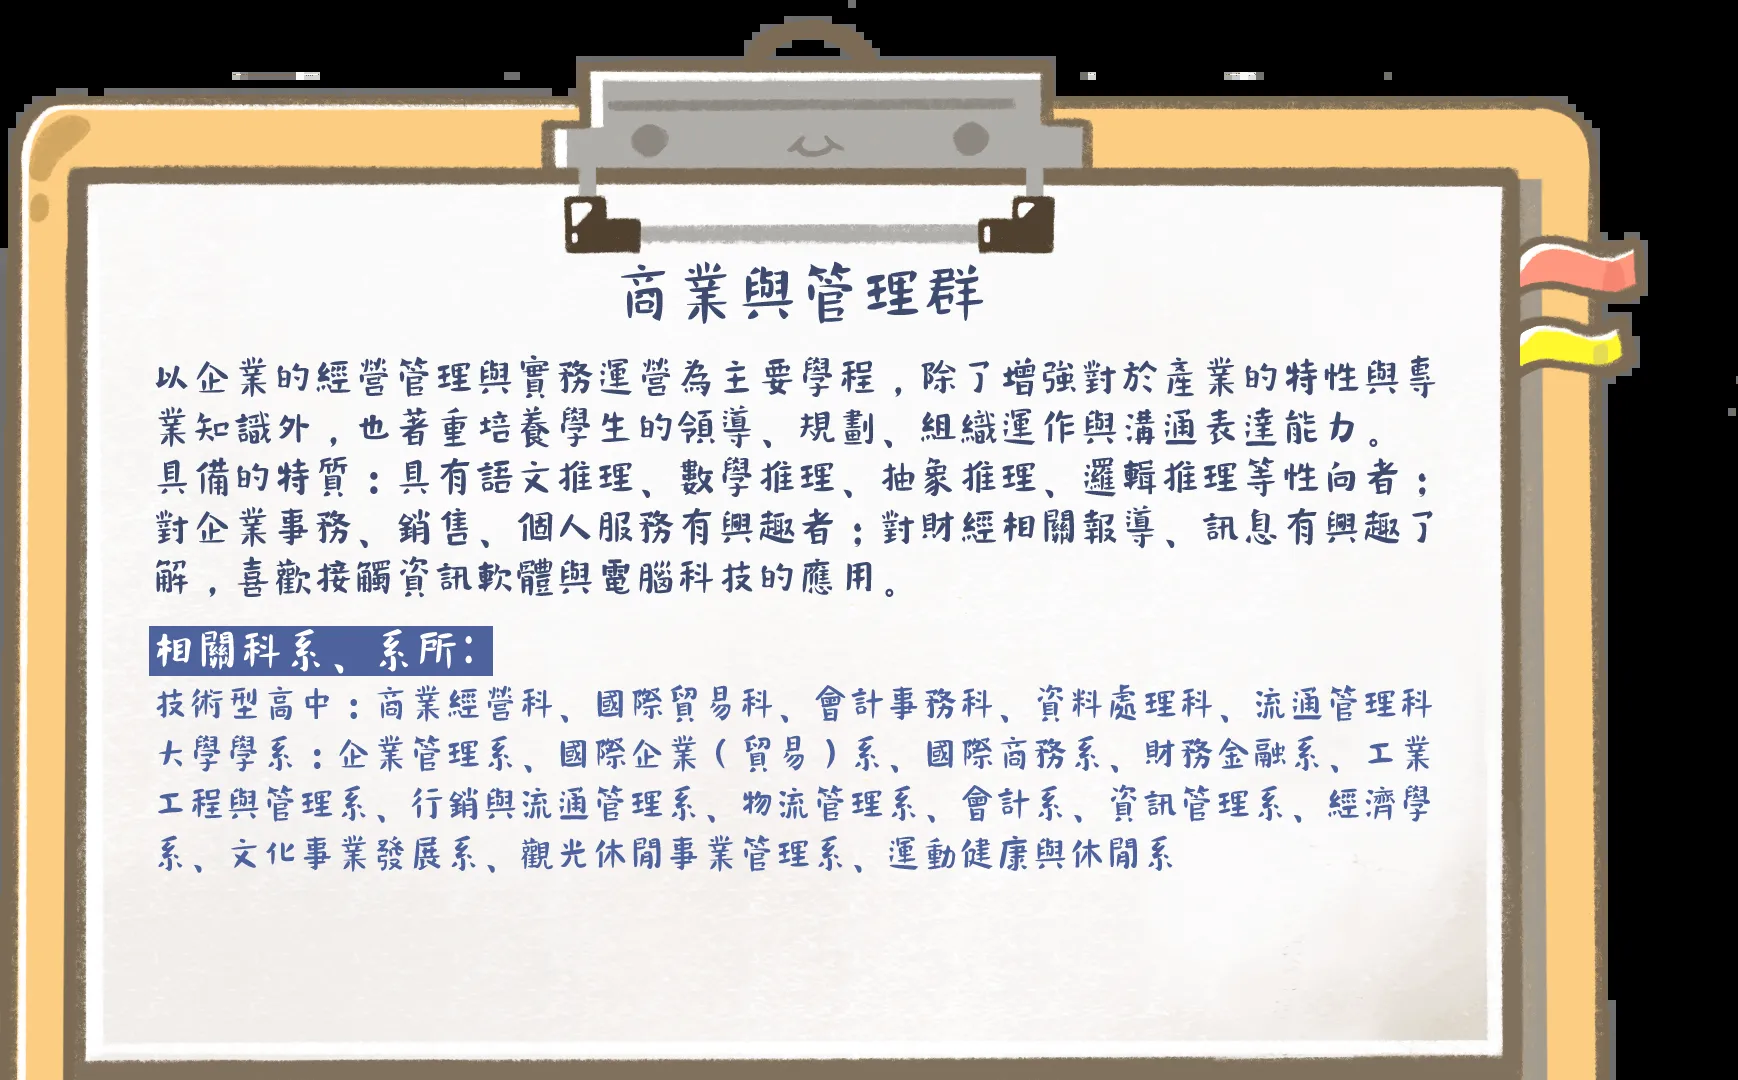 商業與管理群
以企業的經營管理與實務運營為主要學程，除了增強對於產業的特性與專
業知識外，也著重培養學生的領導、規劃、組織運作與溝通表達能力。
具備的特質：具有語文推理、數學推理、抽象推理、邏輯推理等性向者；
對企業事務、銷售、個人服務有興趣者；對財經相關報導、訊息有興趣了
解，喜歡接觸資訊軟體與電腦科技的應用。
相關科系、系所：
技術型高中：商業經營科、國際貿易科、會計事務科、資料處理科、流通管理科
大學學系：企業管理系、國際企業（貿易）系、國際商務系、財務金融系、工業
工程與管理系、行銷與流通管理系、物流管理系、會計系、資訊管理系、經濟學
系、文化事業發展系、觀光休閒事業管理系、運動健康與休閒系